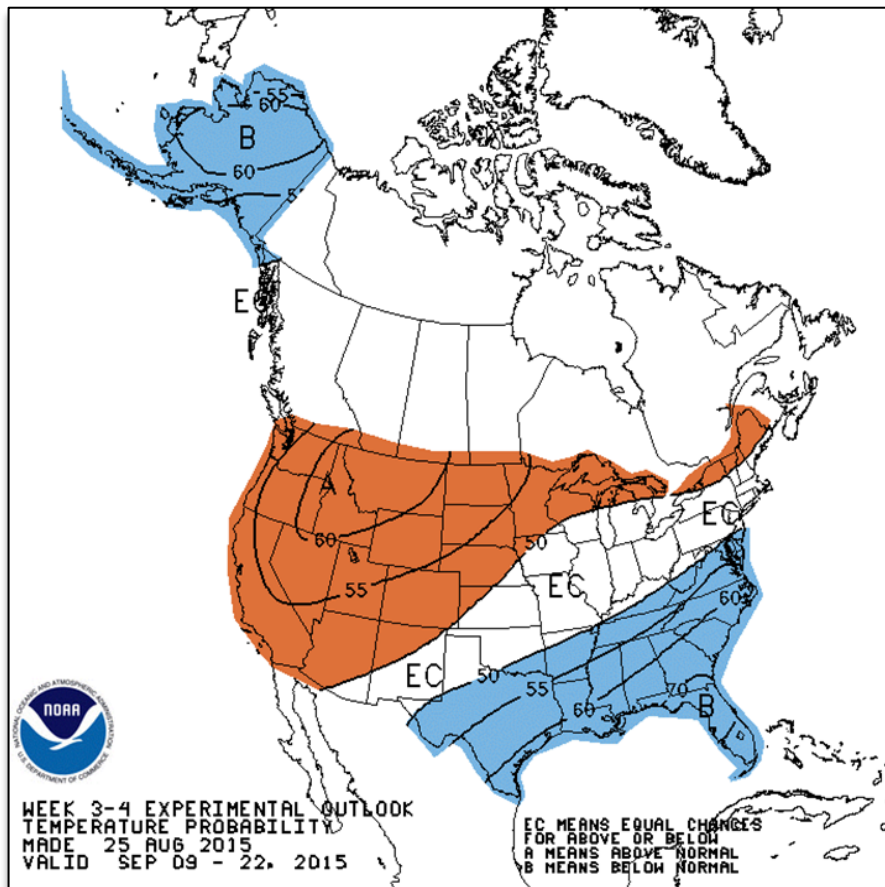 55
60
B
60
E
A
60
50
EC
55
EC
60
EC
50
55
70
60
B
NATIONAL OCEANIC AND ATMOSPHERIC ADMINISTRATION
NOAA
U.S. DEPARTMENT OF COMMERCE
WEEK 3-4 EXPERIMENTAL OUTLOOK
TEMPERATURE PROBABILITY
MADE 25 AUG 2015
VALID SEP 09 - 22, 2015
EC MEANS EQUAL CHANCES
FOR ABOVE OR BELOW
A MEANS ABOVE NORMAL
B MEANS BELOW NORMAL